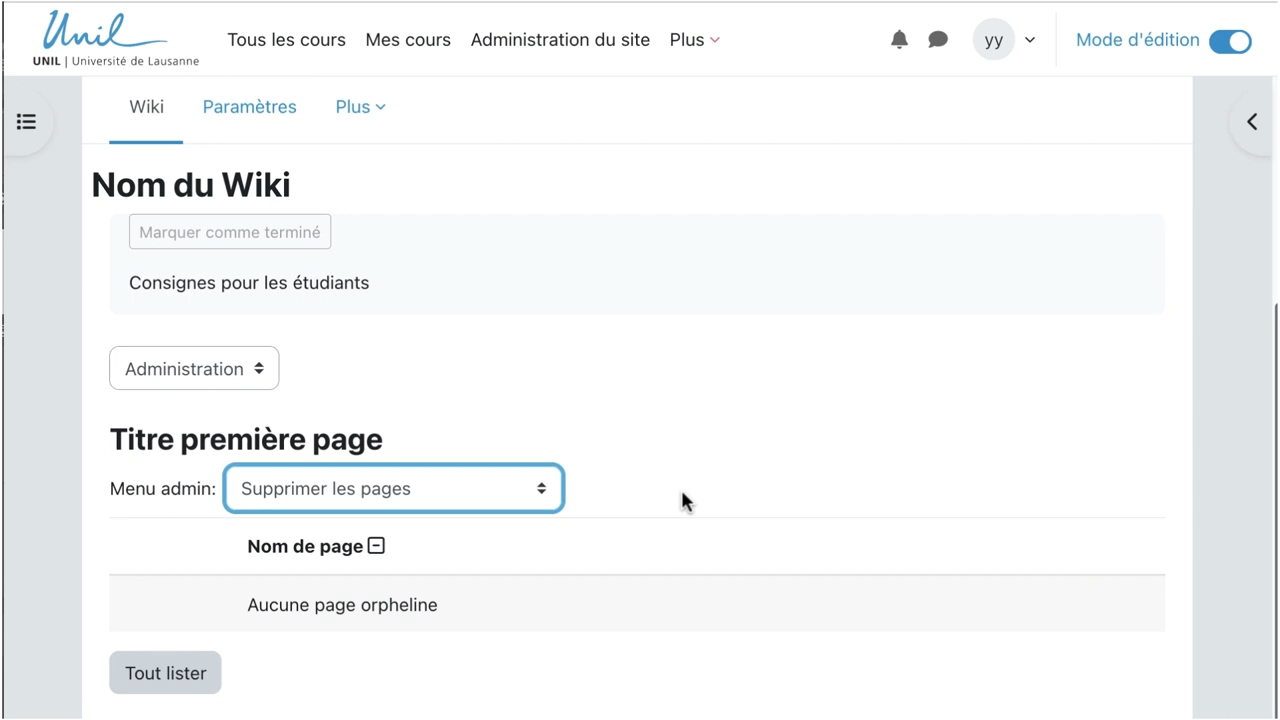 Unil
UNIL | Université de Lausanne
Tous les cours Mes cours Administration du site Plus
yy
Mode d'édition
Wiki Paramètres Plus
Nom du Wiki
Marquer comme terminé
Consignes pour les étudiants
Administration
Titre première page
Menu admin: Supprimer les pages
Nom de page
Aucune page orpheline
Tout lister